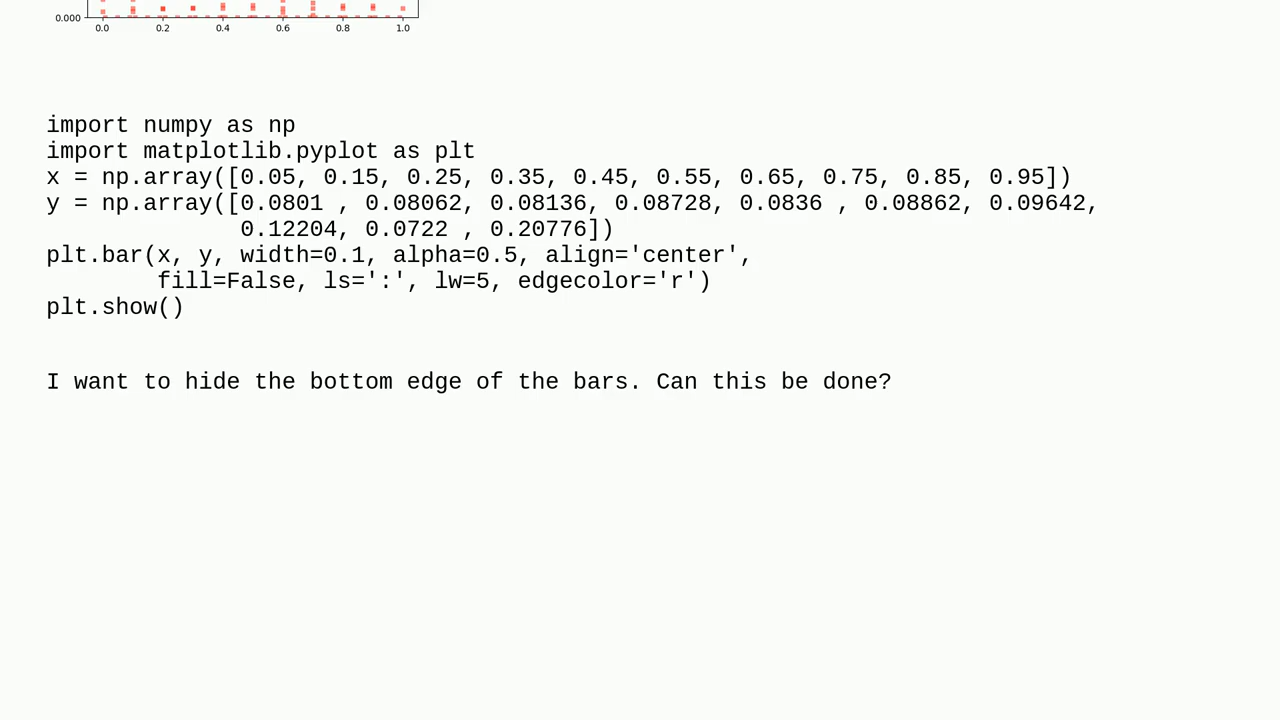 0.000
0.0 0.2 0.4 0.6 0.8 1.0
import numpy as np
import matplotlib.pyplot as plt
x = np.array([0.05, 0.15, 0.25, 0.35, 0.45, 0.55, 0.65, 0.75, 0.85, 0.95])
y = np.array([0.0801 , 0.08062, 0.08136, 0.08728, 0.0836 , 0.08862, 0.09642,
              0.12204, 0.0722 , 0.20776])
plt.bar(x, y, width=0.1, alpha=0.5, align='center',
        fill=False, ls=':', lw=5, edgecolor='r')
plt.show()
I want to hide the bottom edge of the bars. Can this be done?